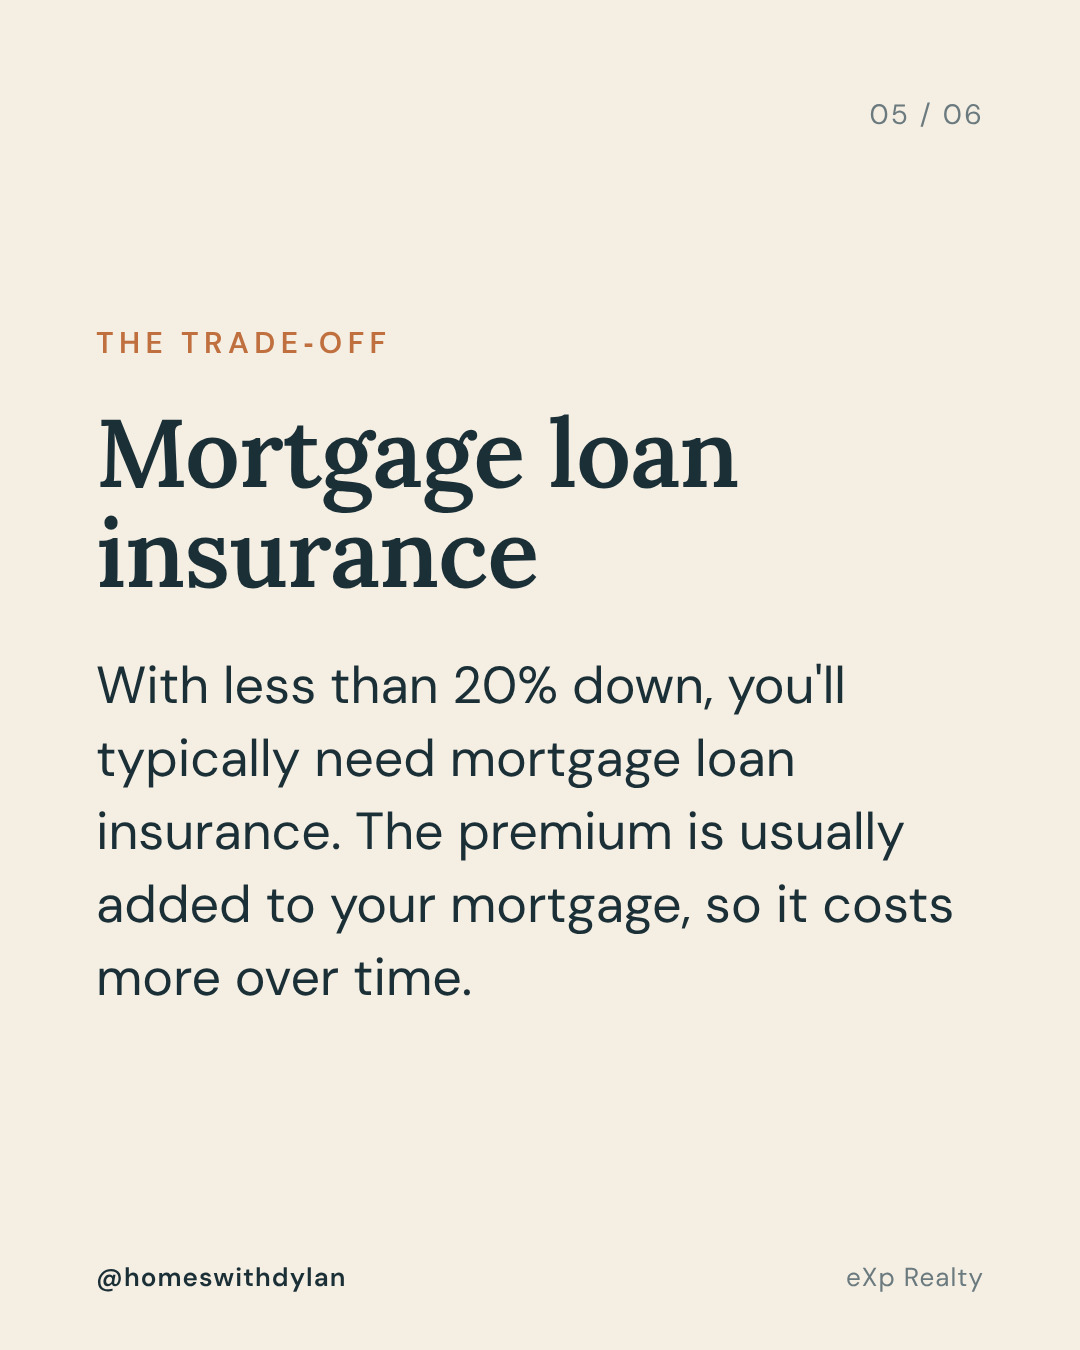 05 / 06
THE TRADE-OFF
Mortgage loan
insurance
With less than 20% down, you'll
typically need mortgage loan
insurance. The premium is usually
added to your mortgage, so it costs
more over time.
@homeswithdylan
eXp Realty